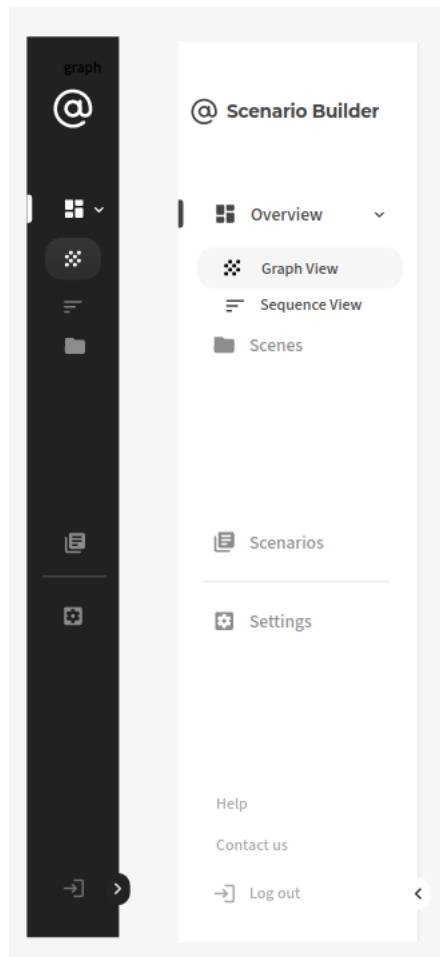 graph
@
@ Scenario Builder
Overview
Graph View
Sequence View
Scenes
Scenarios
Settings
Help
Contact us
Log out